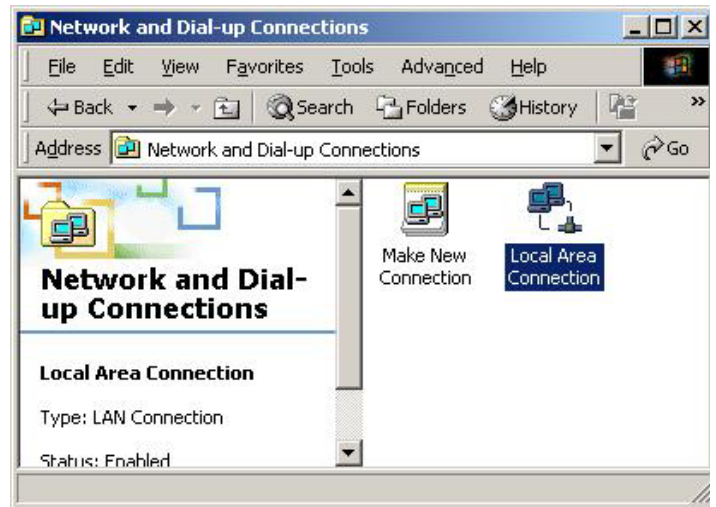 Network and Dial-up Connections
File Edit View Favorites Tools Advanced Help
Back Search Folders History »
Address Network and Dial-up Connections Go
Network and Dial-
up Connections
Local Area Connection
Type: LAN Connection
Status: Enabled
Make New
Connection
Local Area
Connection